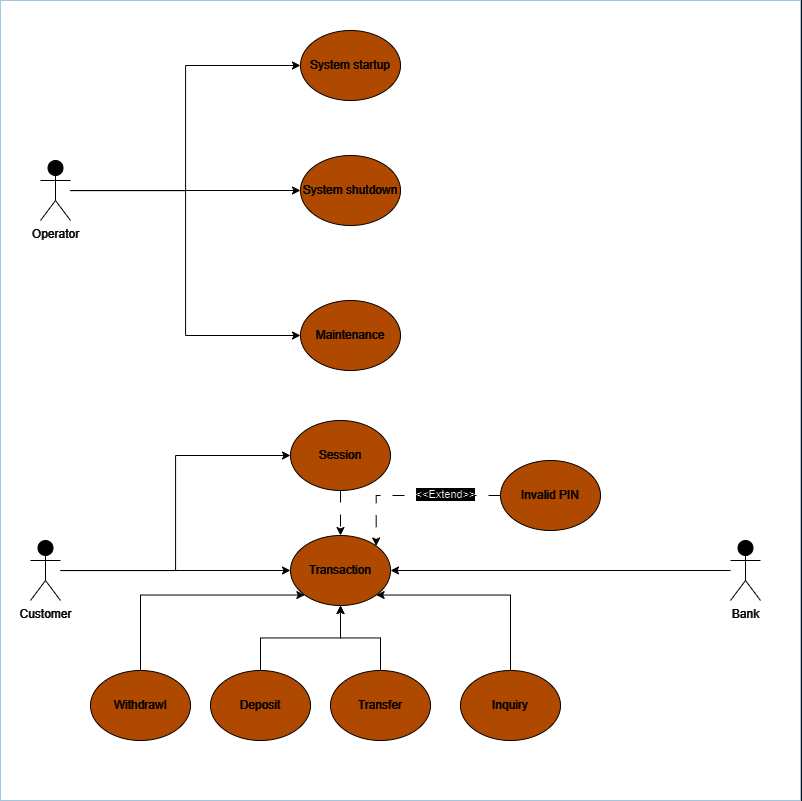 System startup
System shutdown
Operator
Maintenance
Session
<<Extend>>
Invalid PIN
Transaction
Customer
Bank
Withdrawl
Deposit
Transfer
Inquiry